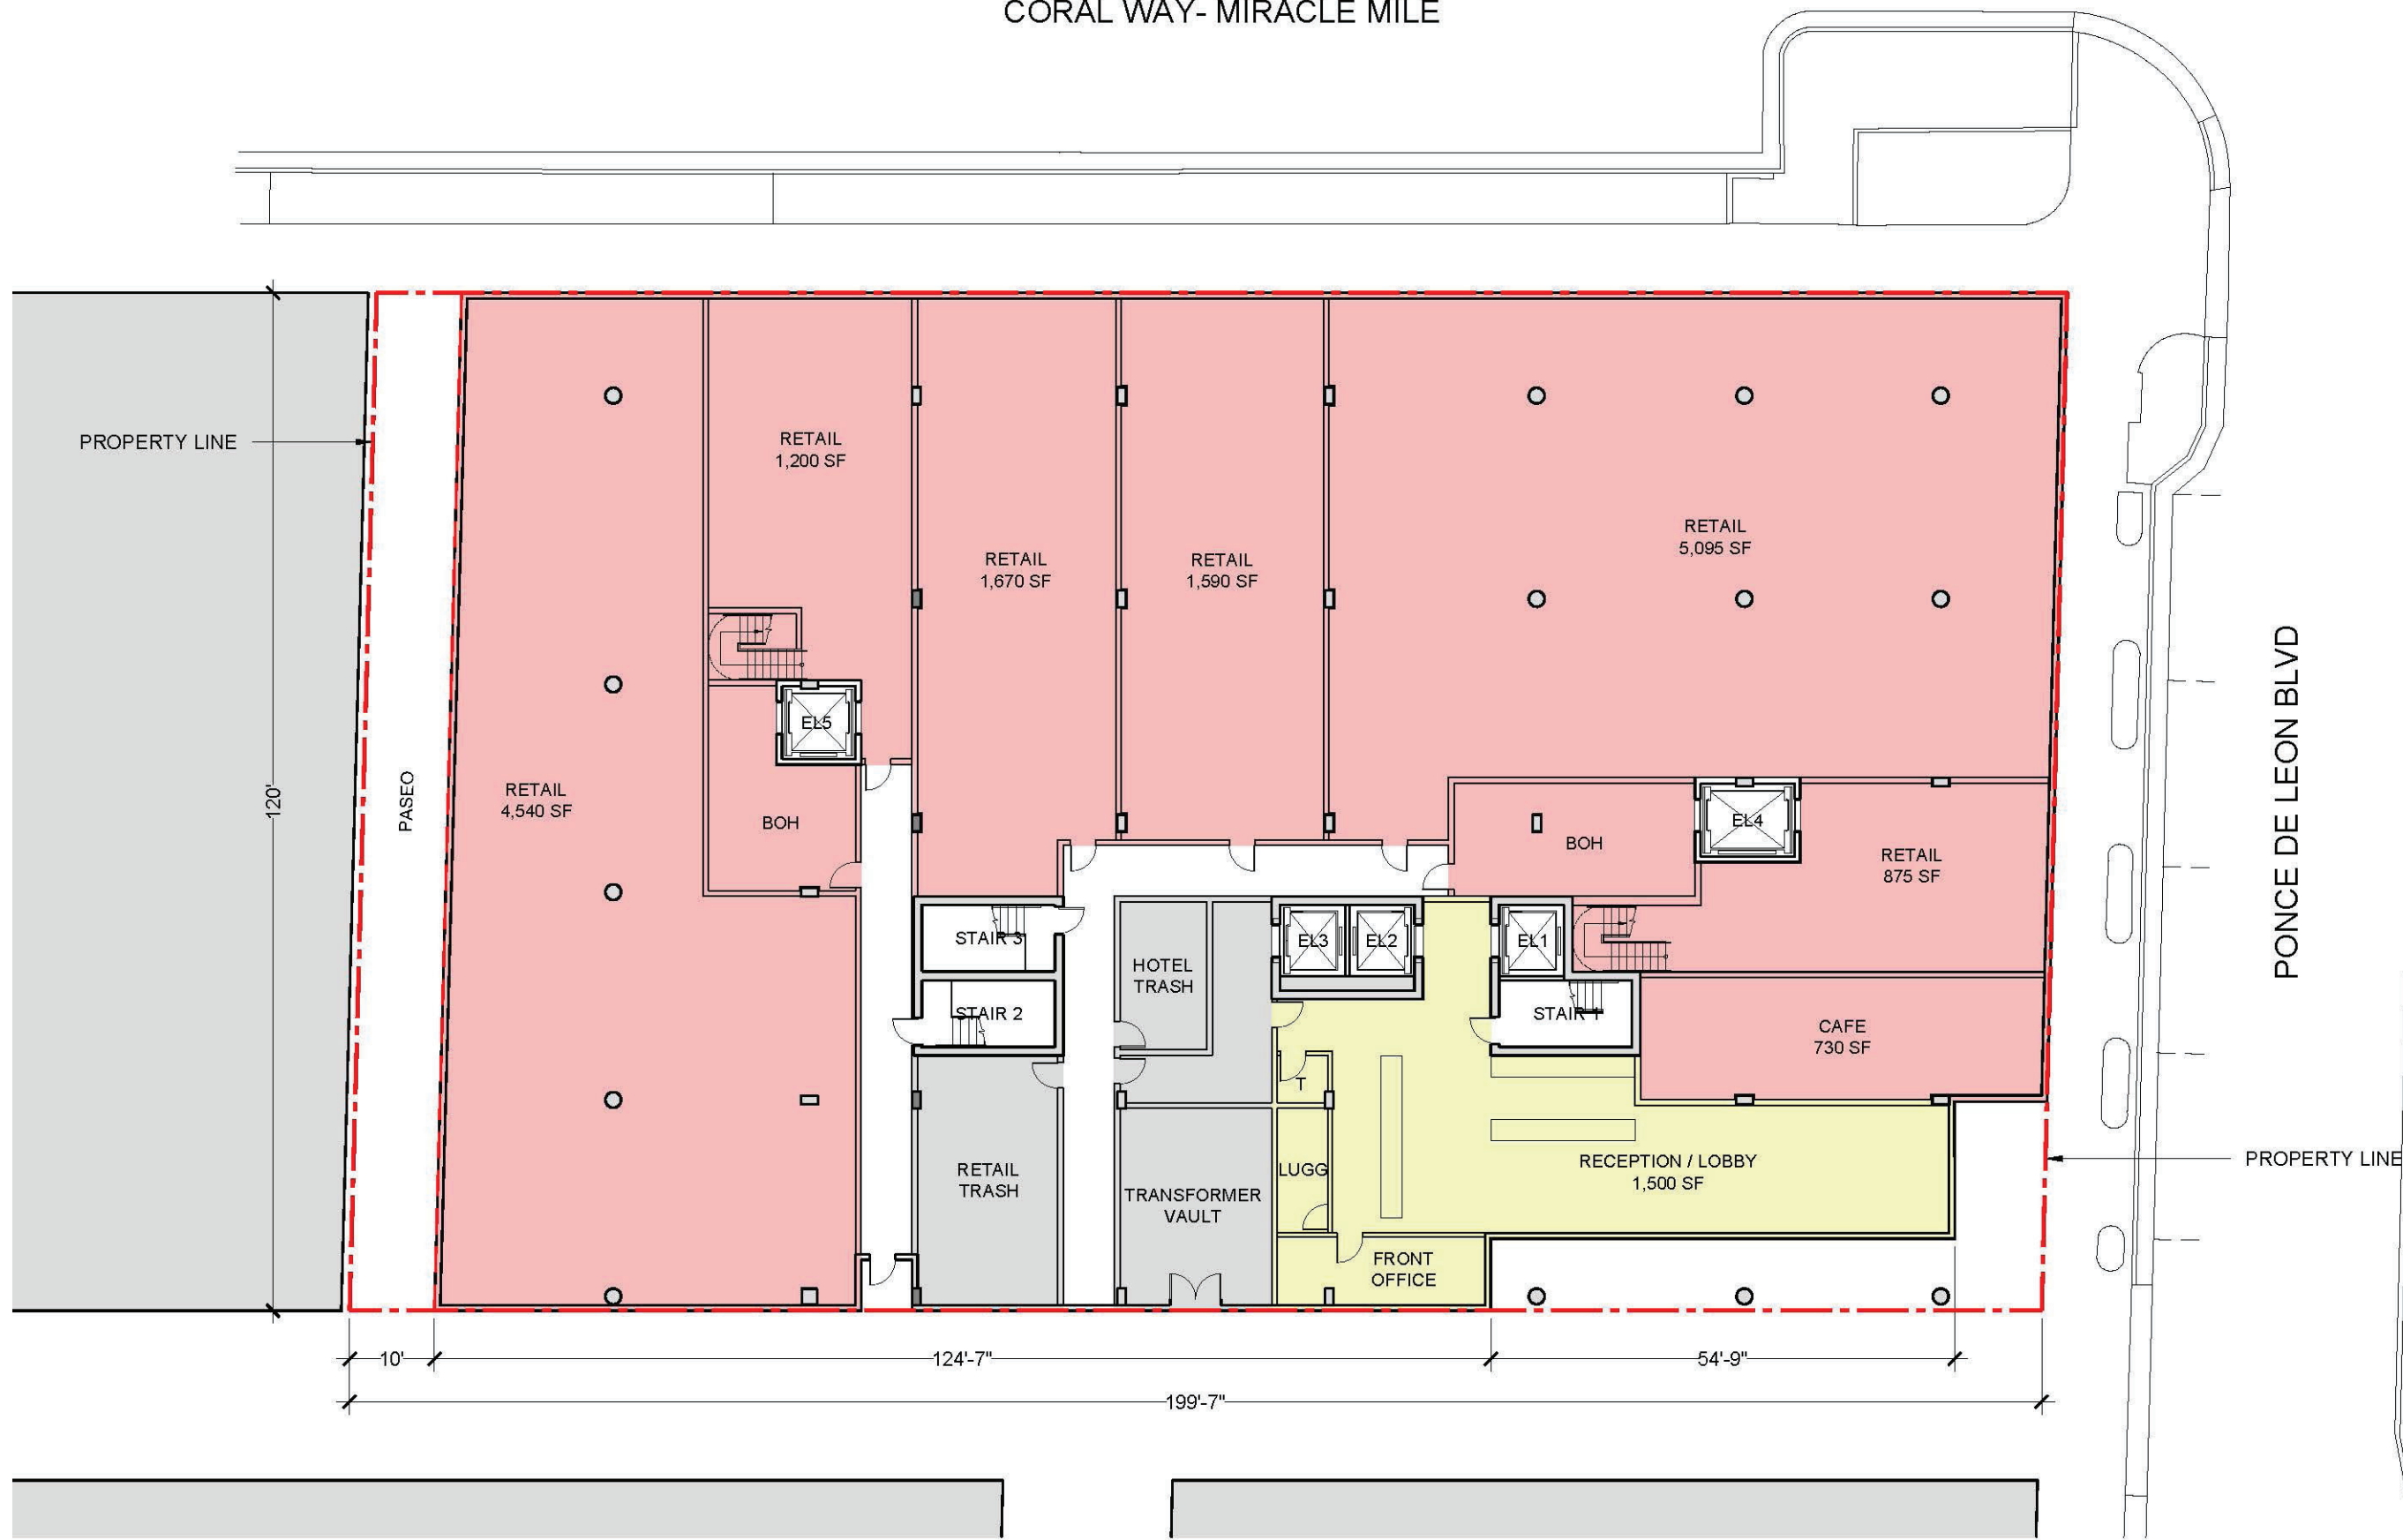 CORAL WAY- MIRACLE MILE
PROPERTY LINE
RETAIL
1,200 SF
RETAIL
5,095 SF
RETAIL
1,670 SF
RETAIL
1,590 SF
PONCE DE LEON BLVD
EL5
120'
PASEO
RETAIL
4,540 SF
BOH
BOH
EL4
RETAIL
875 SF
STAIR 3
EL3
EL2
EL1
HOTEL
TRASH
STAIR 2
STAIR 1
CAFE
730 SF
T
RETAIL
TRASH
TRANSFORMER
VAULT
LUGG
RECEPTION / LOBBY
1,500 SF
PROPERTY LINE
FRONT
OFFICE
10'
124'-7"
54'-9"
199'-7"